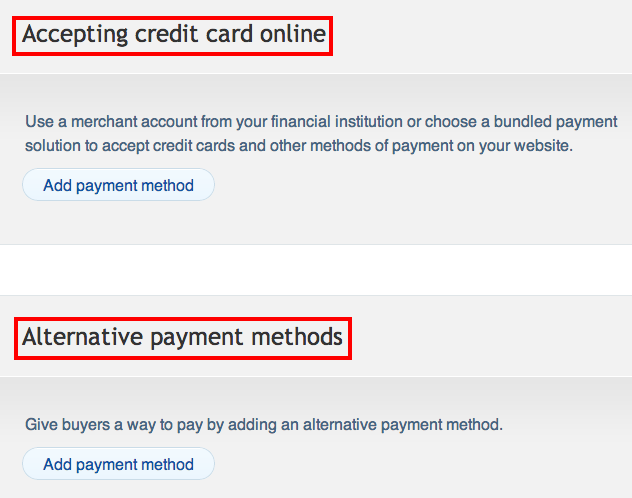 Accepting credit card online
Use a merchant account from your financial institution or choose a bundled payment
solution to accept credit cards and other methods of payment on your website.
Add payment method
Alternative payment methods
Give buyers a way to pay by adding an alternative payment method.
Add payment method